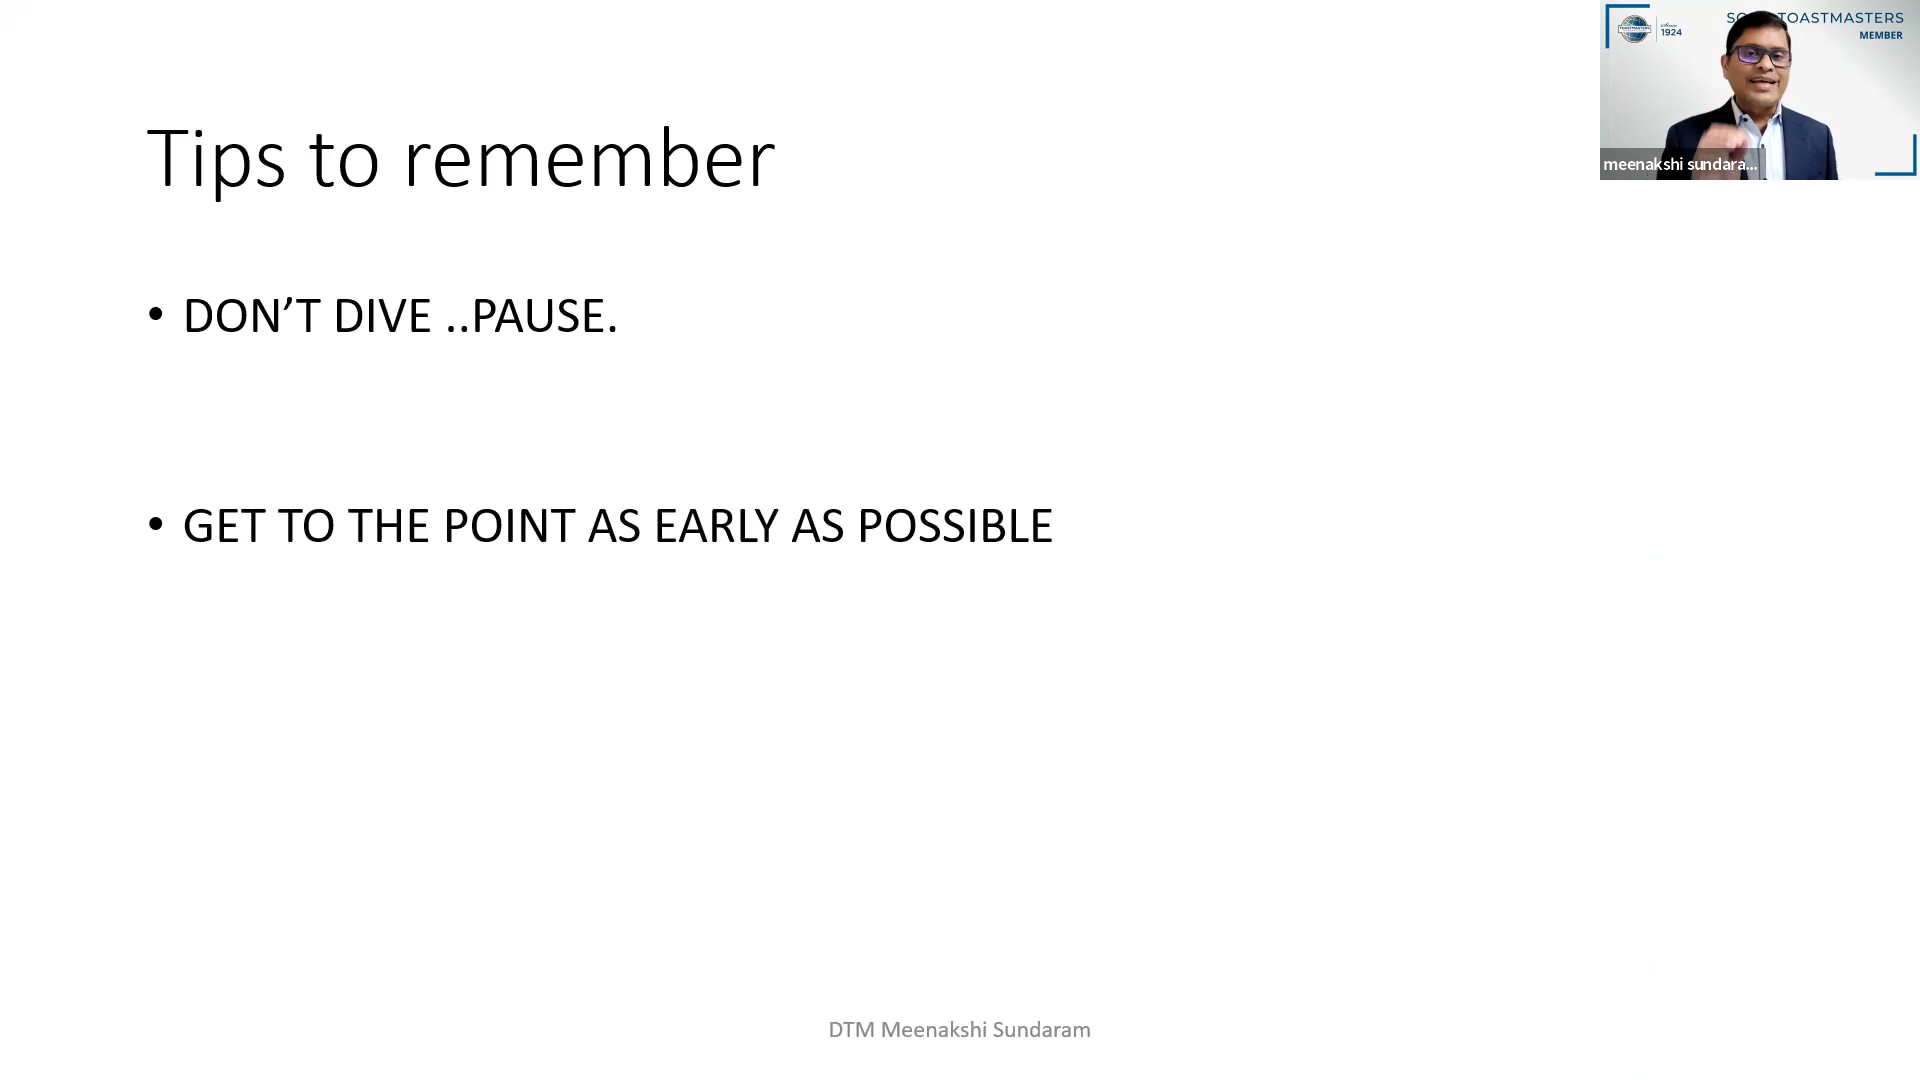 Tips to remember
• DON’T DIVE ..PAUSE.
• GET TO THE POINT AS EARLY AS POSSIBLE
DTM Meenakshi Sundaram
TOASTMASTERS
MEMBER
Since
1924
meenakshi sundara...